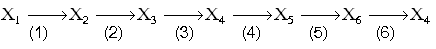 X₁ ⟶ X₂ ⟶ X₃ ⟶ X₄ ⟶ X₅ ⟶ X₆ ⟶ X₄
(1) (2) (3) (4) (5) (6)